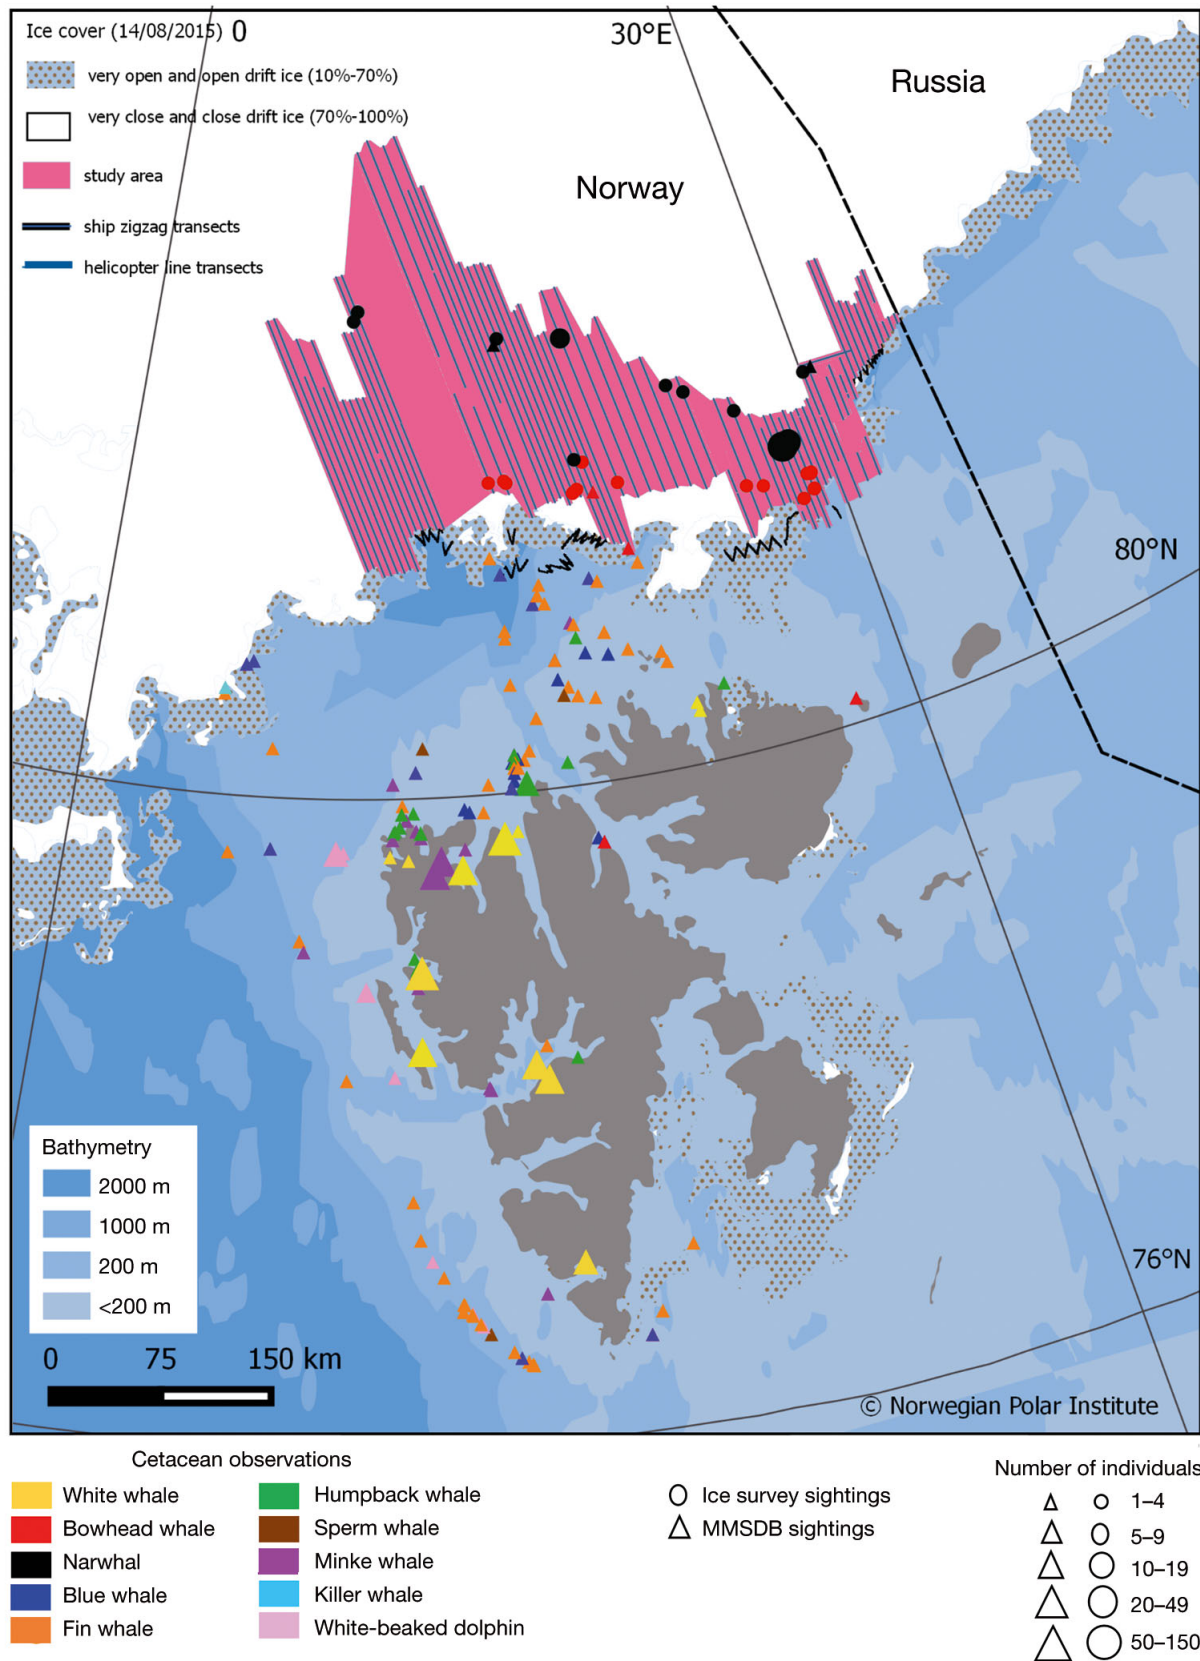 Ice cover (14/08/2015) 0
30°E
very open and open drift ice (10%-70%)
Russia
very close and close drift ice (70%-100%)
study area
Norway
ship zigzag transects
helicopter line transects
80°N
Bathymetry
2000 m
1000 m
200 m
<200 m
76°N
0 75 150 km
© Norwegian Polar Institute
Cetacean observations
White whale
Bowhead whale
Narwhal
Blue whale
Fin whale
Humpback whale
Sperm whale
Minke whale
Killer whale
White-beaked dolphin
Ice survey sightings
MMSDB sightings
Number of individuals
1–4
5–9
10–19
20–49
50–150